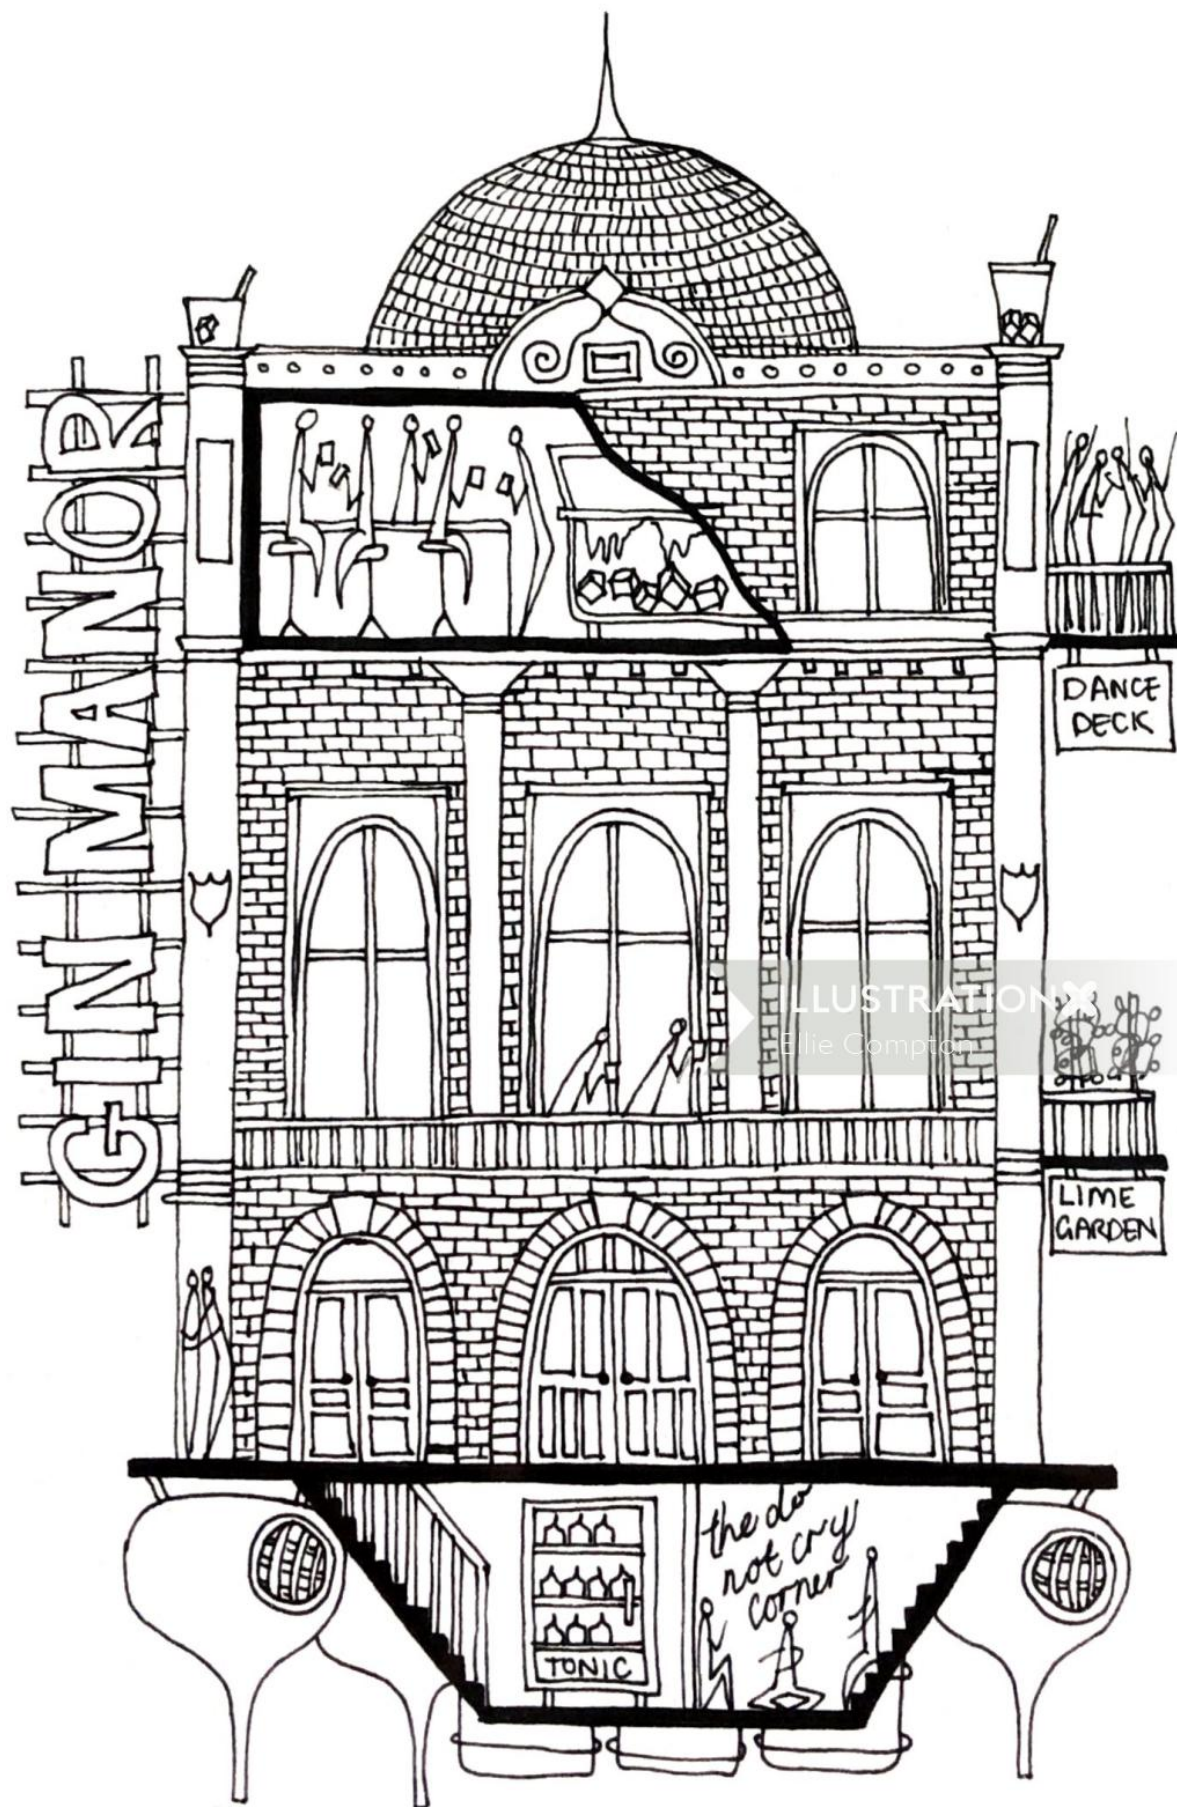 GIN MANOR
DANCE
DECK
ILLUSTRATIONX
Ellie Compton
LIME
GARDEN
the do
not cry
corner
TONIC